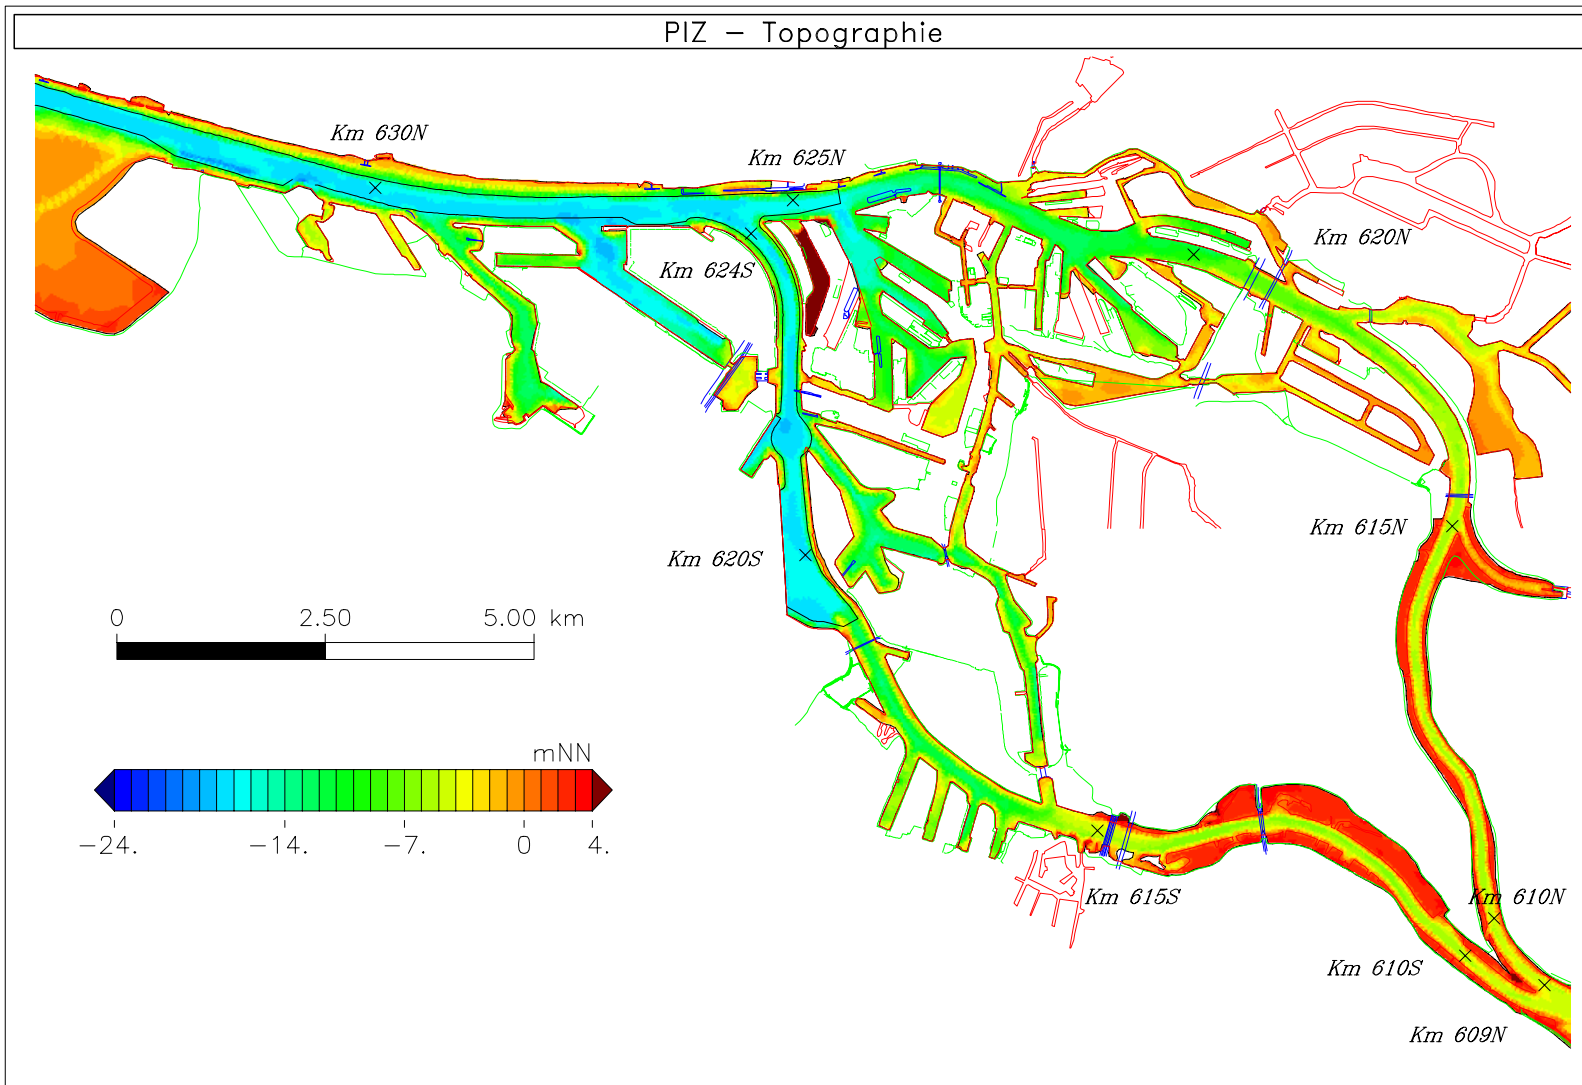 PIZ – Topographie
Km 630N
Km 625N
Km 620N
Km 624S
Km 615N
Km 620S
0 2.50 5.00 km
mNN
−24. −14. −7. 0 4.
Km 615S
Km 610N
Km 610S
Km 609N